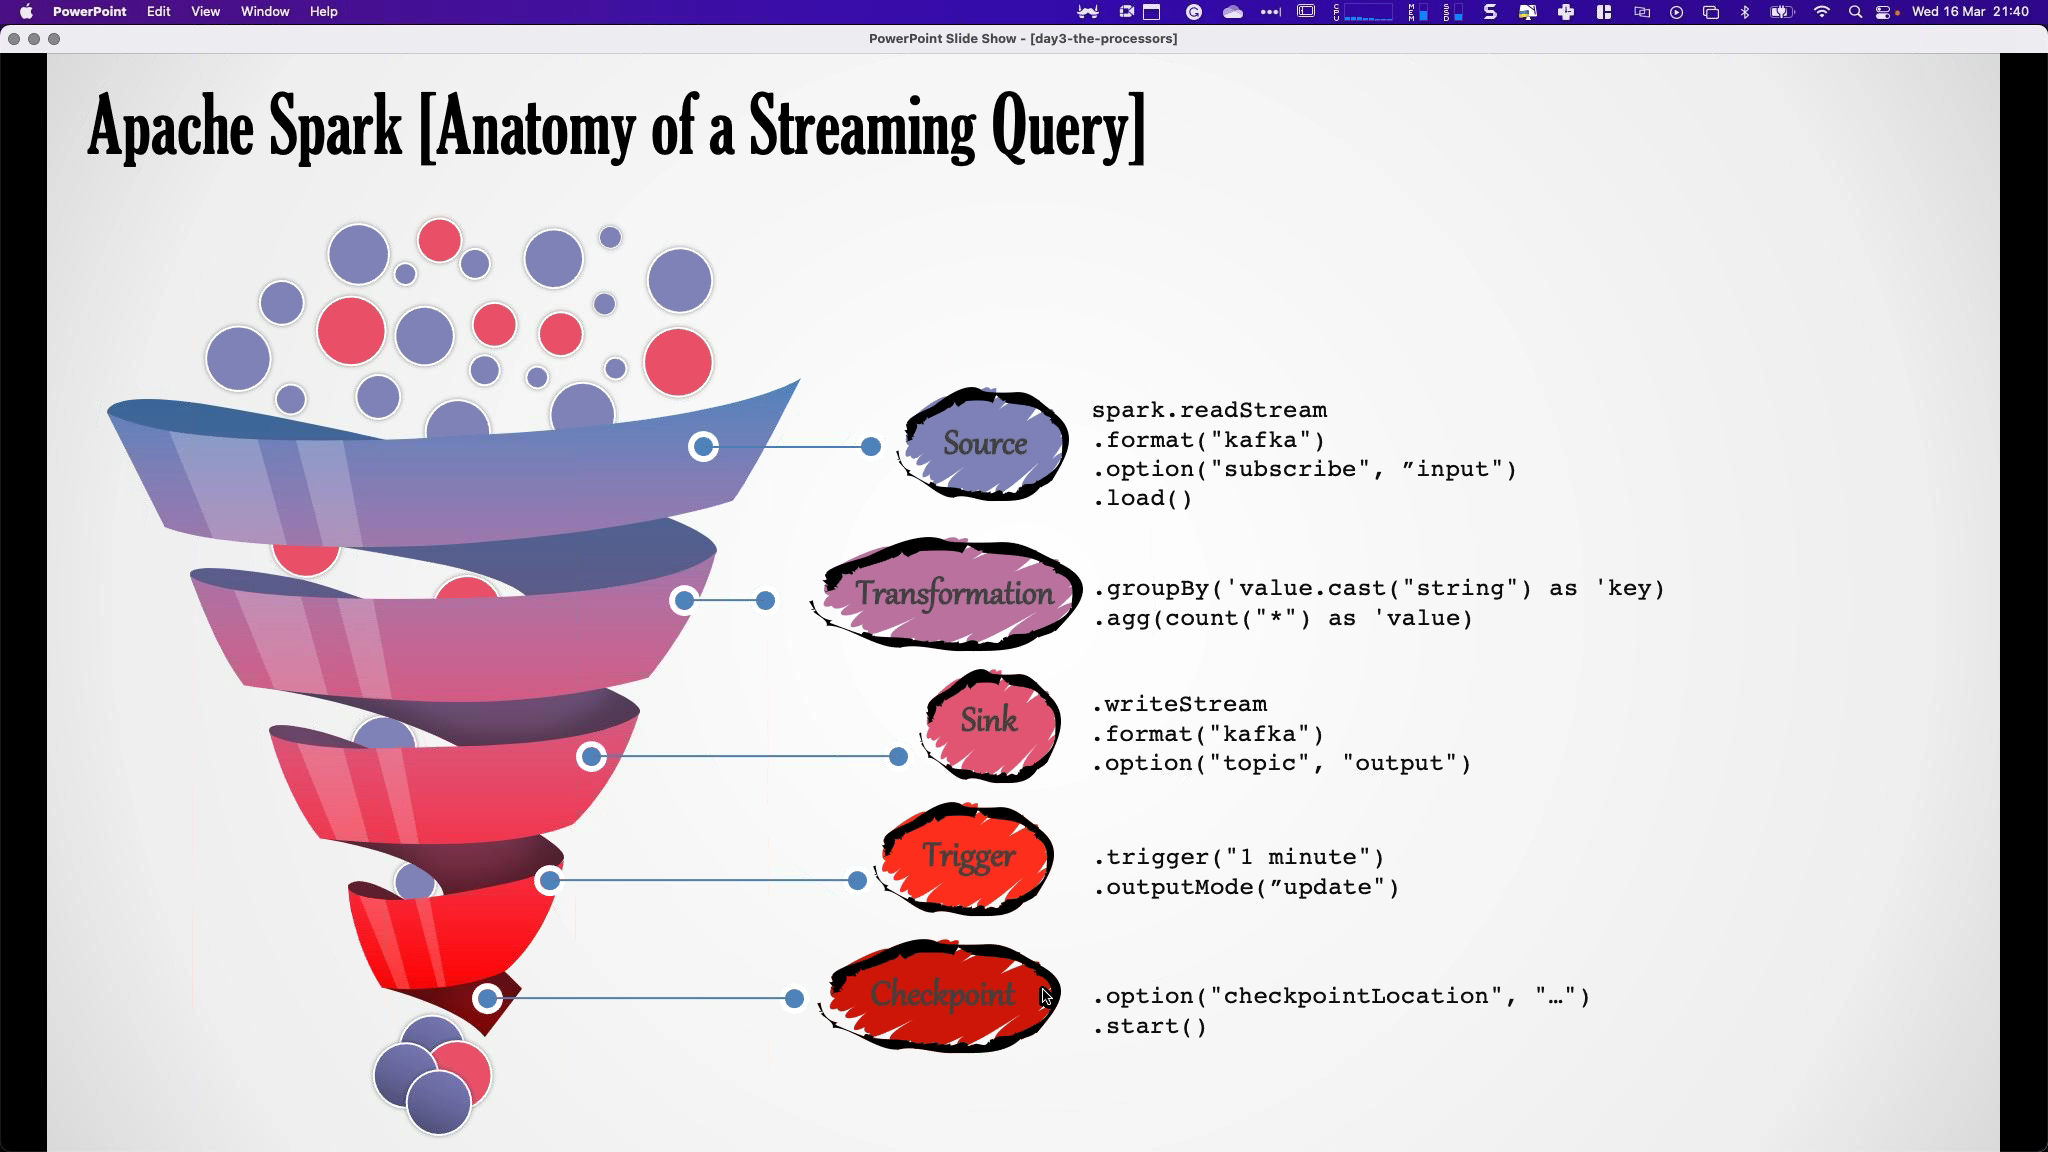 PowerPoint Edit View Window Help Wed 16 Mar 21:40
PowerPoint Slide Show - [day3-the-processors]
Apache Spark [Anatomy of a Streaming Query]
Source
spark.readStream
.format("kafka")
.option("subscribe", ”input")
.load()
Transformation
.groupBy('value.cast("string") as 'key)
.agg(count("*") as 'value)
Sink
.writeStream
.format("kafka")
.option("topic", "output")
Trigger
.trigger("1 minute")
.outputMode(”update")
Checkpoint
.option("checkpointLocation", "…")
.start()